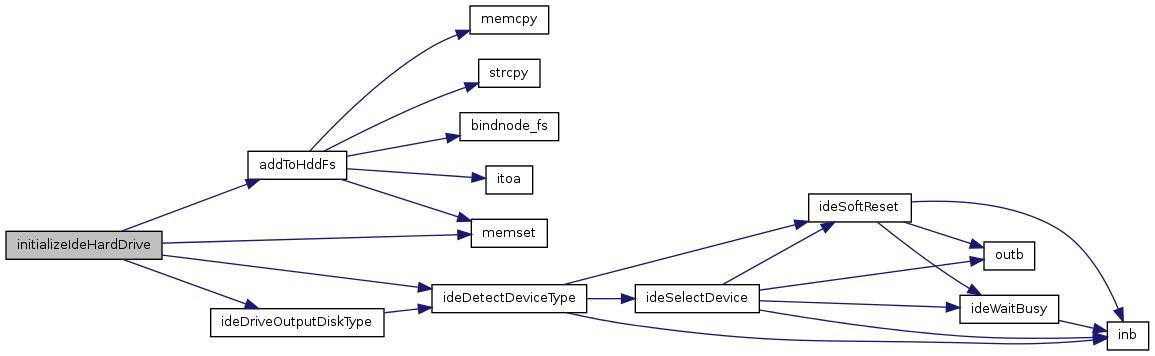 memcpy
strcpy
bindnode_fs
addToHddFs
itoa
ideSoftReset
memset
initializeIdeHardDrive
outb
ideDetectDeviceType
ideSelectDevice
ideWaitBusy
ideDriveOutputDiskType
inb